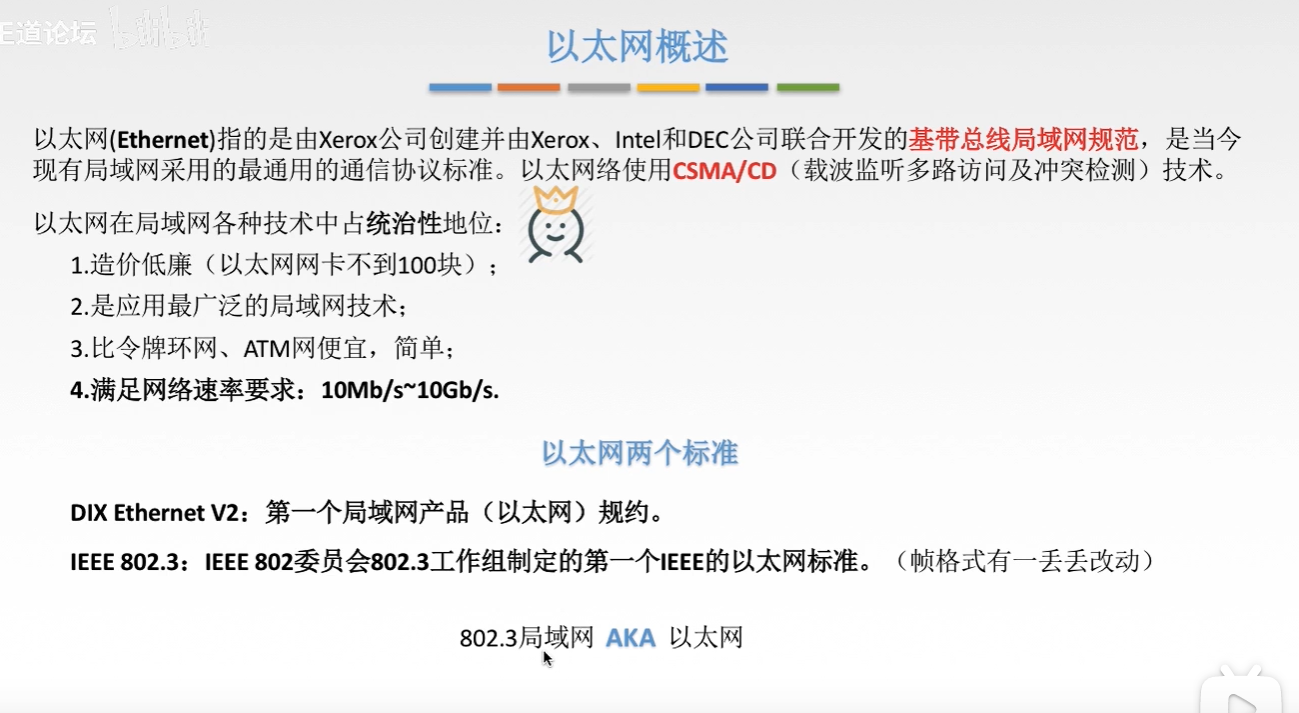 王道论坛 bilibili
以太网概述
以太网(Ethernet)指的是由Xerox公司创建并由Xerox、Intel和DEC公司联合开发的基带总线局域网规范，是当今
现有局域网采用的最通用的通信协议标准。以太网络使用CSMA/CD（载波监听多路访问及冲突检测）技术。
以太网在局域网各种技术中占统治性地位：
1.造价低廉（以太网网卡不到100块）；
2.是应用最广泛的局域网技术；
3.比令牌环网、ATM网便宜，简单；
4.满足网络速率要求：10Mb/s~10Gb/s.
以太网两个标准
DIX Ethernet V2：第一个局域网产品（以太网）规约。
IEEE 802.3：IEEE 802委员会802.3工作组制定的第一个IEEE的以太网标准。（帧格式有一丢丢改动）
802.3局域网 AKA 以太网